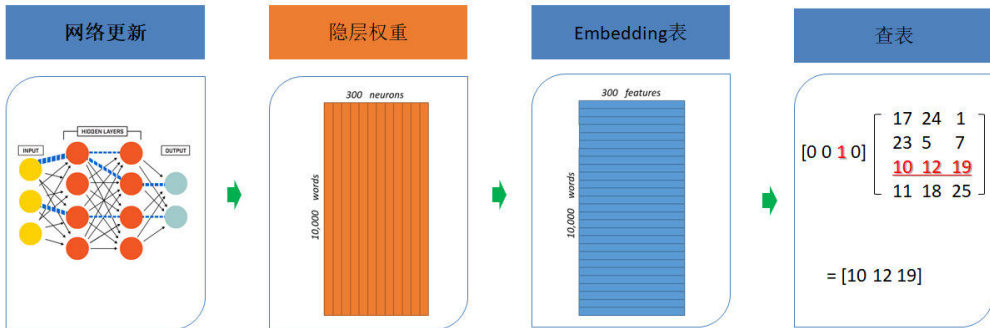 网络更新
隐层权重
Embedding表
查表
HIDDEN LAYERS
INPUT
OUTPUT
300 neurons
10,000 words
300 features
10,000 words
[0 0 1 0]
17 24 1
23 5 7
10 12 19
11 18 25
= [10 12 19]